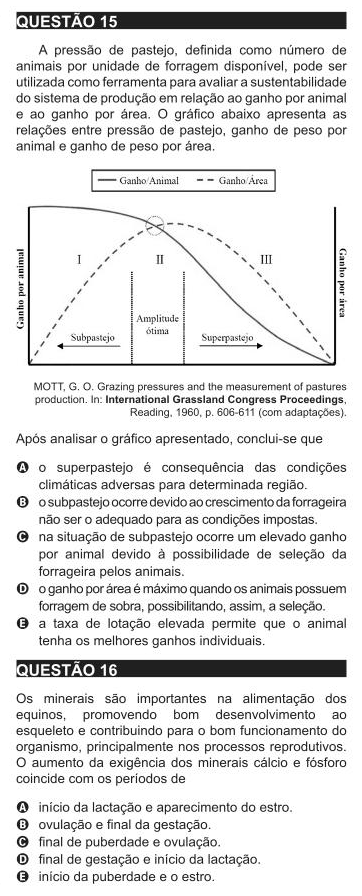 QUESTÃO 15
A pressão de pastejo, definida como número de
animais por unidade de forragem disponível, pode ser
utilizada como ferramenta para avaliar a sustentabilidade
do sistema de produção em relação ao ganho por animal
e ao ganho por área. O gráfico abaixo apresenta as
relações entre pressão de pastejo, ganho de peso por
animal e ganho de peso por área.
Ganho/Animal
Ganho/Área
Ganho por animal
I
II
III
Ganho por área
Amplitude
ótima
Subpastejo
Superpastejo
MOTT, G. O. Grazing pressures and the measurement of pastures
production. In: International Grassland Congress Proceedings,
Reading, 1960, p. 606-611 (com adaptações).
Após analisar o gráfico apresentado, conclui-se que
A o superpastejo é consequência das condições
climáticas adversas para determinada região.
B o subpastejo ocorre devido ao crescimento da forrageira
não ser o adequado para as condições impostas.
C na situação de subpastejo ocorre um elevado ganho
por animal devido à possibilidade de seleção da
forrageira pelos animais.
D o ganho por área é máximo quando os animais possuem
forragem de sobra, possibilitando, assim, a seleção.
E a taxa de lotação elevada permite que o animal
tenha os melhores ganhos individuais.
QUESTÃO 16
Os minerais são importantes na alimentação dos
equinos, promovendo bom desenvolvimento ao
esqueleto e contribuindo para o bom funcionamento do
organismo, principalmente nos processos reprodutivos.
O aumento da exigência dos minerais cálcio e fósforo
coincide com os períodos de
A início da lactação e aparecimento do estro.
B ovulação e final da gestação.
C final de puberdade e ovulação.
D final de gestação e início da lactação.
E início da puberdade e o estro.